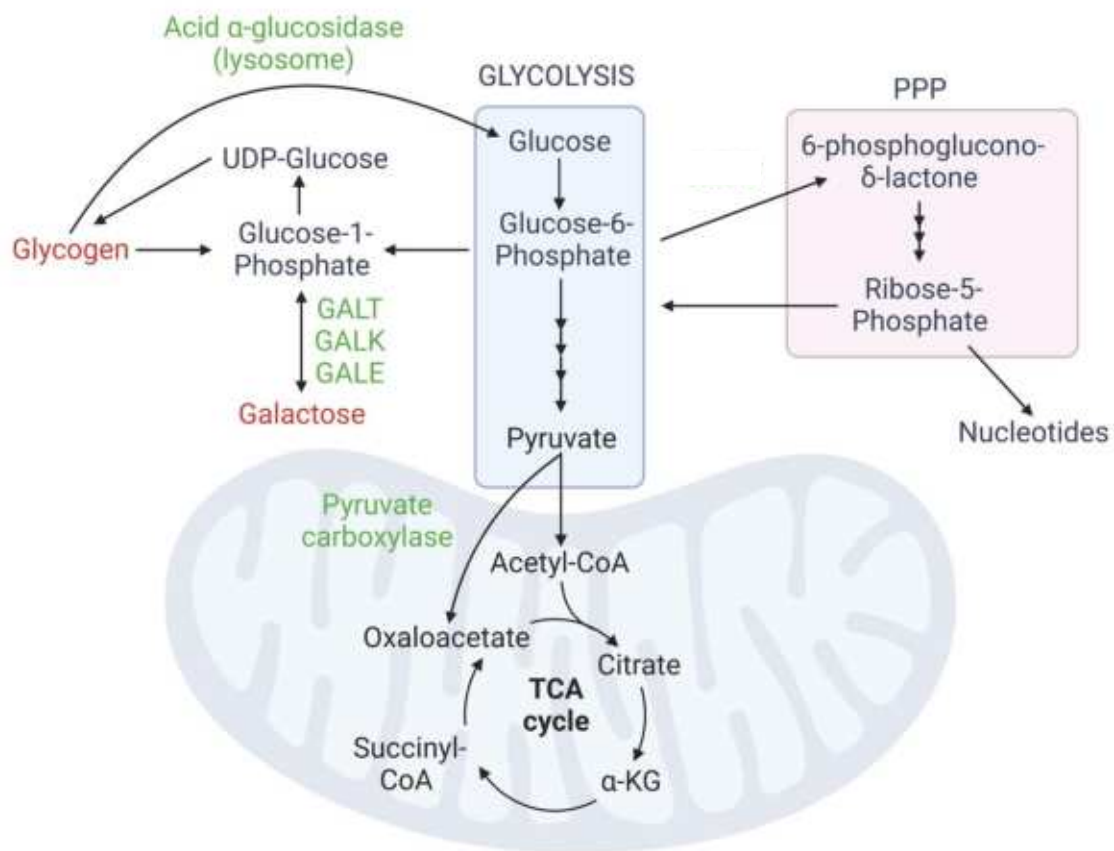 Acid α-glucosidase
(lysosome)
GLYCOLYSIS
PPP
Glucose
UDP-Glucose
6-phosphoglucono-
δ-lactone
Glycogen
Glucose-1-
Phosphate
Glucose-6-
Phosphate
Ribose-5-
Phosphate
GALT
GALK
GALE
Galactose
Pyruvate
Nucleotides
Pyruvate
carboxylase
Acetyl-CoA
Oxaloacetate
Citrate
TCA
cycle
Succinyl-
CoA
α-KG